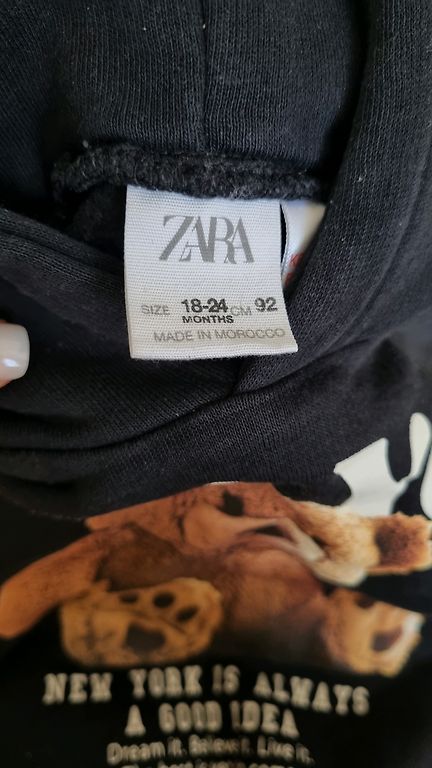 ZARA
SIZE 18-24 CM 92
MONTHS
MADE IN MOROCCO
NEW YORK IS ALWAYS
A GOOD IDEA
Dream it. Believe it. Live it.